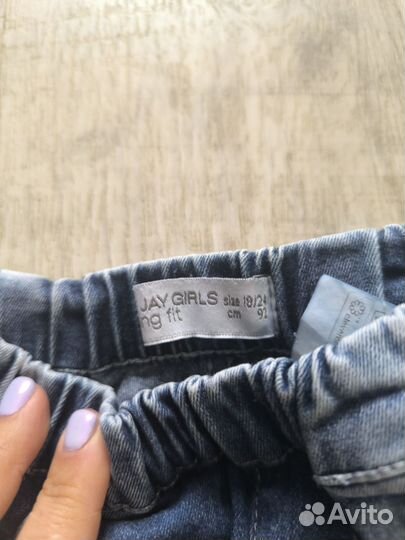 JAY GIRLS size 18/24
ng fit cm 92
Avito